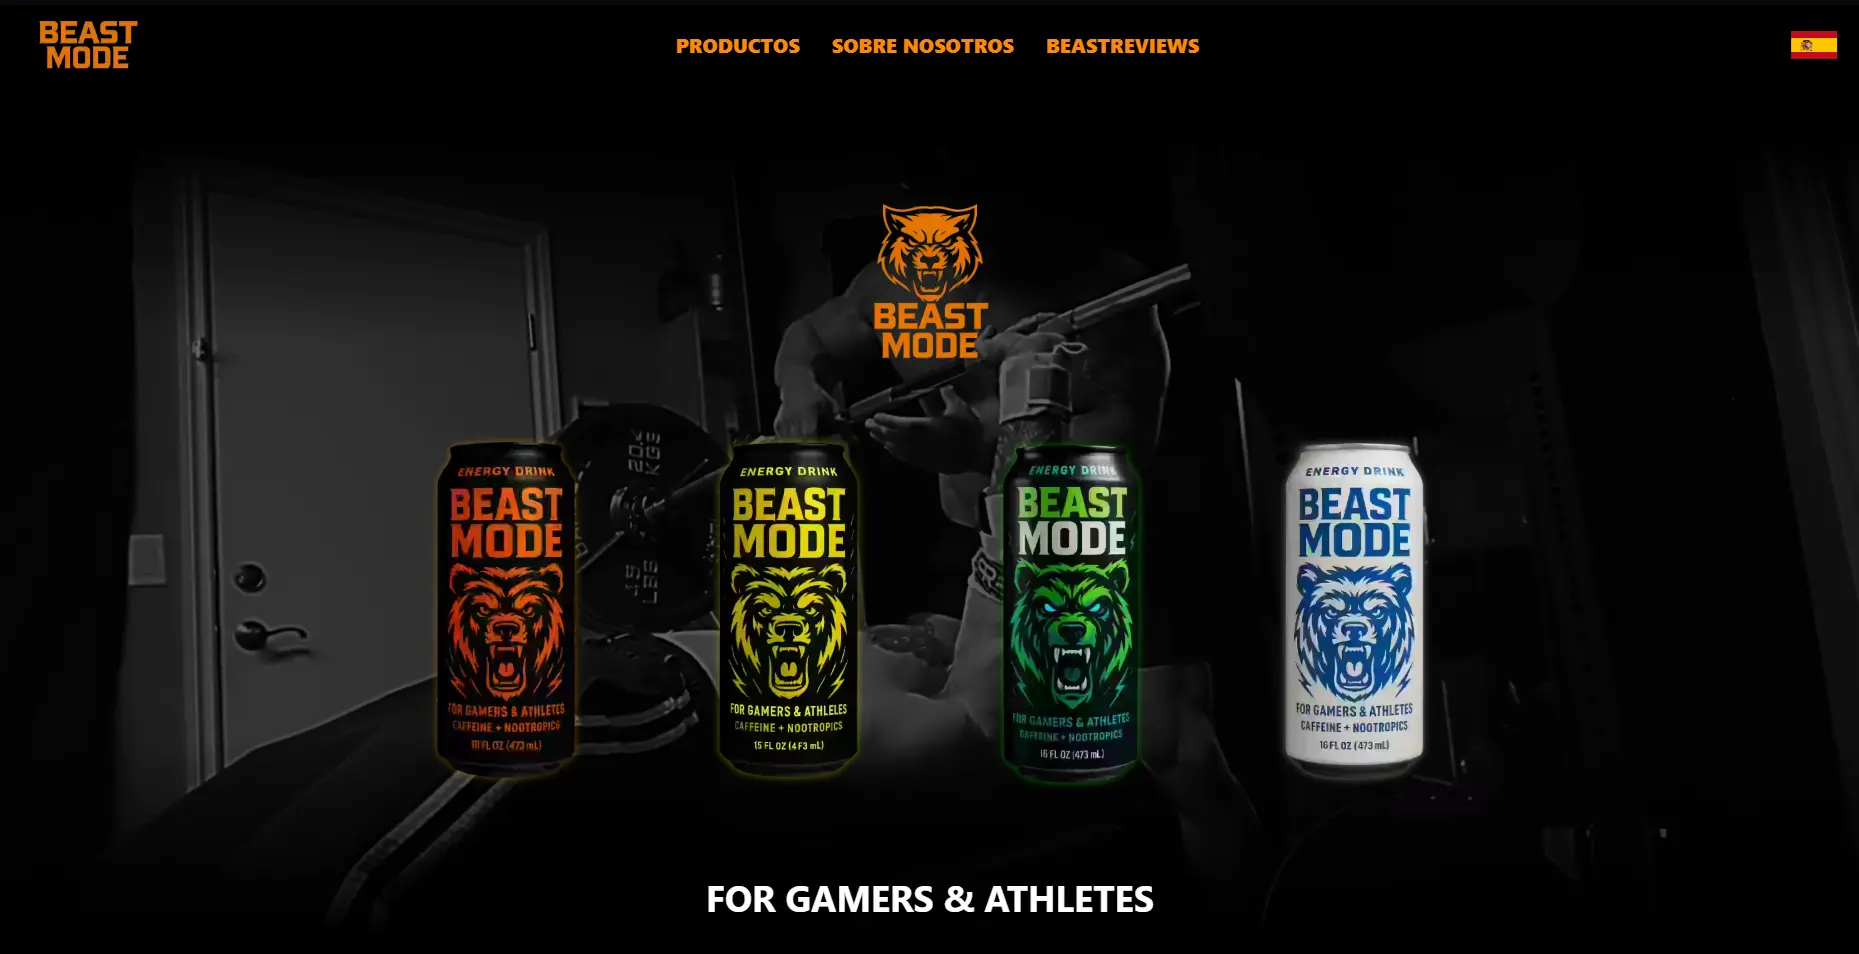 BEAST
MODE
PRODUCTOS SOBRE NOSOTROS BEASTREVIEWS
BEAST
MODE
20K
KGS
45
LBS
ENERGY DRINK
BEAST
MODE
FOR GAMERS & ATHLETES
CAFFEINE + NOOTROPICS
16 FL OZ (473 mL)
ENERGY DRINK
BEAST
MODE
FOR GAMERS & ATHLELES
CAFFEINE + NOOTROPICS
15 FL OZ (4F3 mL)
ENERGY DRINK
BEAST
MODE
FOR GAMERS & ATHLETES
CAFFEINE + NOOTROPICS
16 FL OZ (473 mL)
ENERGY DRINK
BEAST
MODE
FOR GAMERS & ATHLETES
CAFFEINE + NOOTROPICS
16 FL OZ (473 mL)
FOR GAMERS & ATHLETES